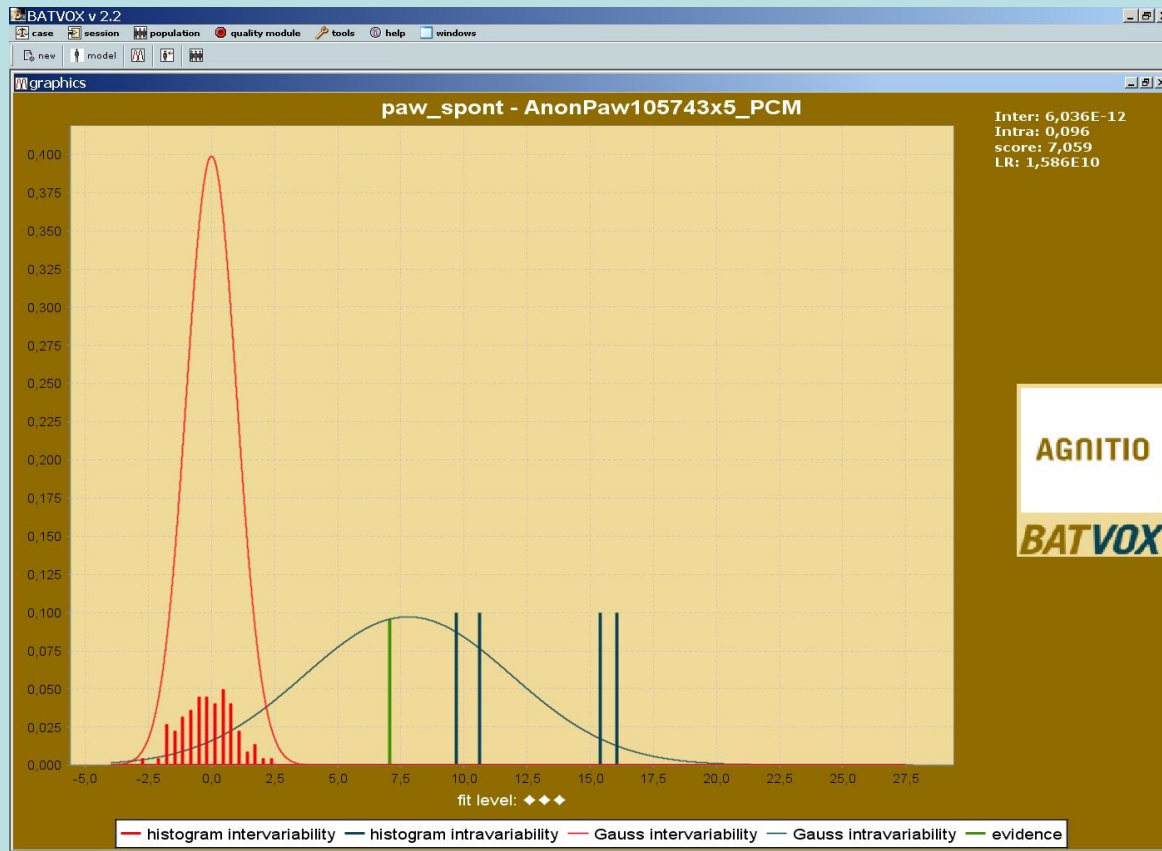 BATVOX v 2.2
case session population quality module tools help windows
new model
graphics
paw_spont - AnonPaw105743x5_PCM
Inter: 6,036E-12
Intra: 0,096
score: 7,059
LR: 1,586E10
0,400
0,375
0,350
0,325
0,300
0,275
0,250
0,225
0,200
0,175
0,150
0,125
0,100
0,075
0,050
0,025
0,000
-5,0 -2,5 0,0 2,5 5,0 7,5 10,0 12,5 15,0 17,5 20,0 22,5 25,0 27,5
fit level: ◆◆◆
histogram intervariability histogram intravariability Gauss intervariability Gauss intravariability evidence
AGNITIO
BATVOX